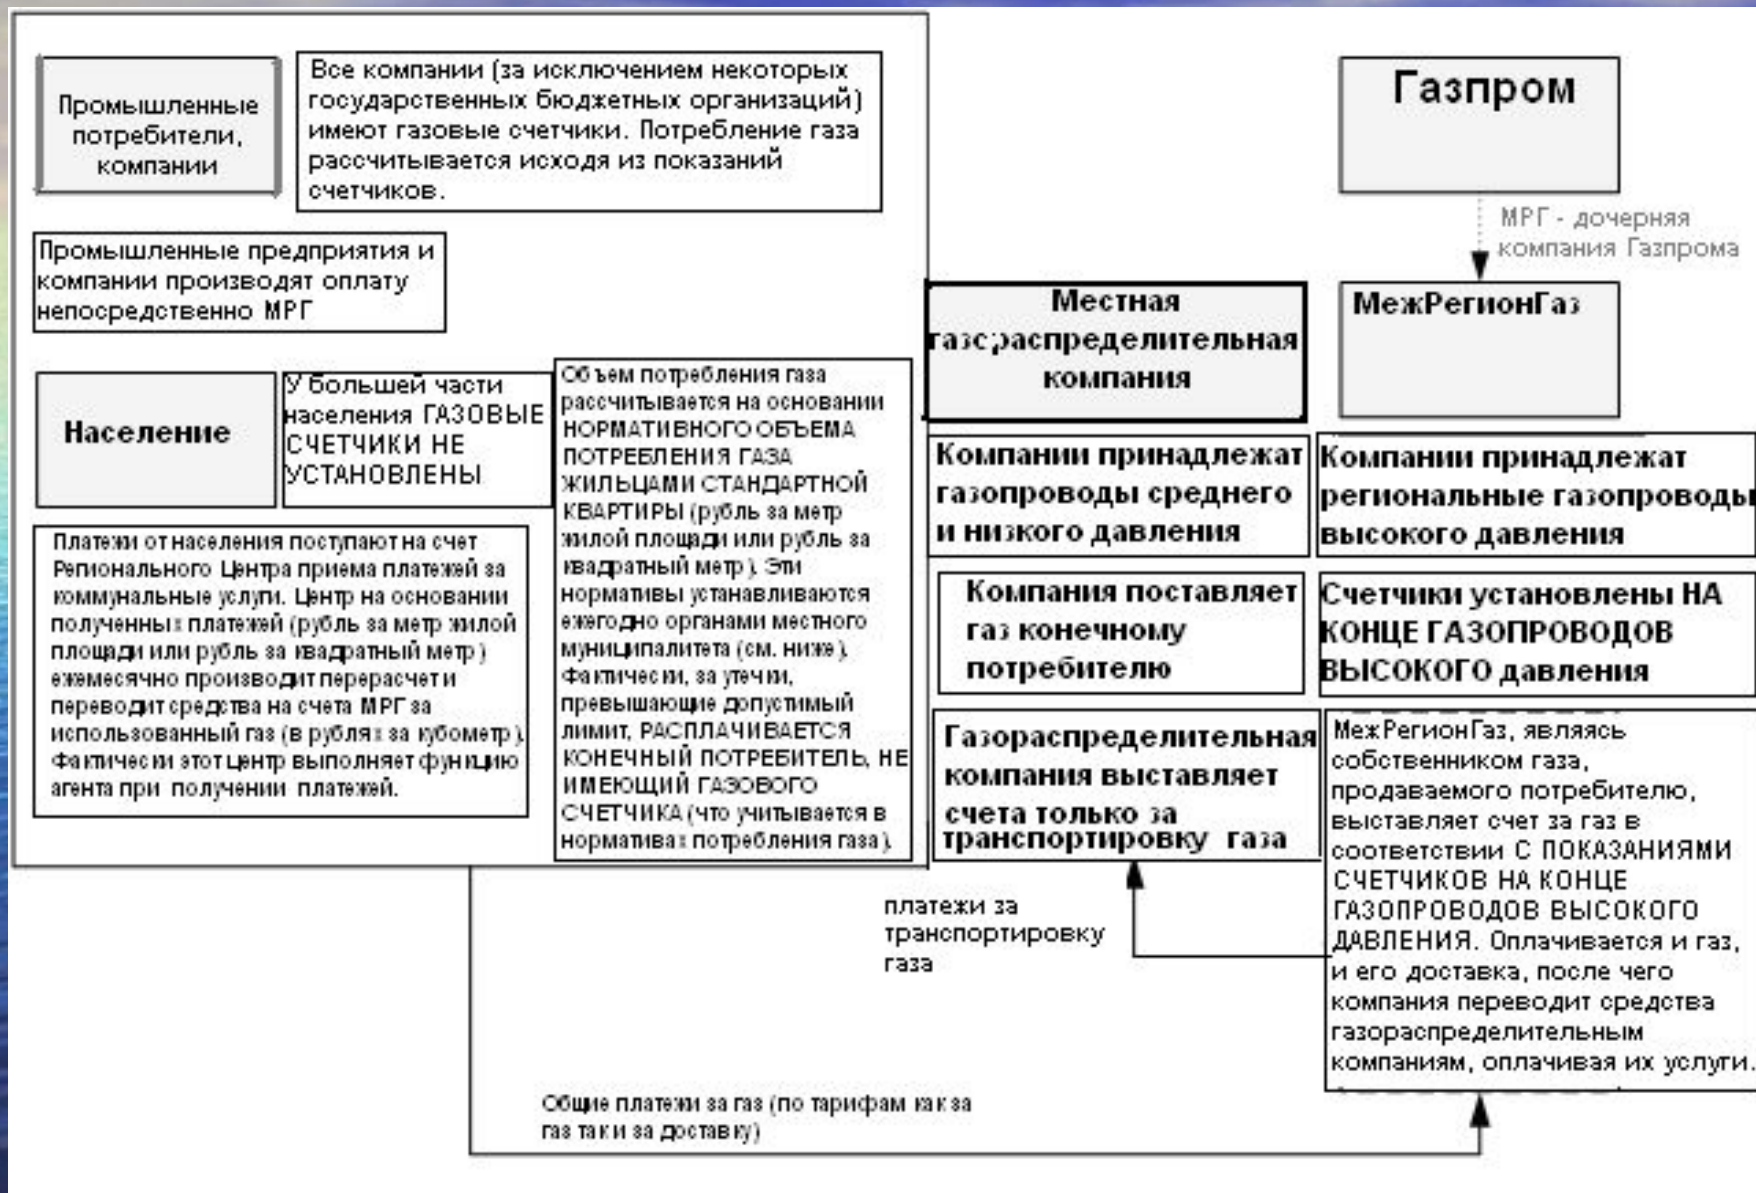 Промышленные
потребители,
компании
Все компании (за исключением некоторых
государственных бюджетных организаций)
имеют газовые счетчики. Потребление газа
рассчитывается исходя из показаний
счетчиков.
Промышленные предприятия и
компании производят оплату
непосредственно МРГ
Население
У большей части
населения ГАЗОВЫЕ
СЧЕТЧИКИ НЕ
УСТАНОВЛЕНЫ
Платежи от населения поступают на счет
Регионального Центра приема платежей за
коммунальные услуги. Центр на основании
полученных платежей (рубль за метр жилой
площади или рубль за квадратный метр)
ежемесячно производит перерасчет и
переводит средства на счета МРГ за
использованный газ (в рублях за кубометр).
Фактически этот центр выполняет функцию
агента при получении платежей.
Объем потребления газа
рассчитывается на основании
НОРМАТИВНОГО ОБЪЕМА
ПОТРЕБЛЕНИЯ ГАЗА
ЖИЛЬЦАМИ СТАНДАРТНОЙ
КВАРТИРЫ (рубль за метр
жилой площади или рубль за
квадратный метр). Эти
нормативы устанавливаются
ежегодно органами местного
муниципалитета (см. ниже).
Фактически, за утечки,
превышающие допустимый
лимит, РАСПЛАЧИВАЕТСЯ
КОНЕЧНЫЙ ПОТРЕБИТЕЛЬ, НЕ
ИМЕЮЩИЙ ГАЗОВОГО
СЧЕТЧИКА (что учитывается в
нормативах потребления газа).
Местная
газораспределительная
компания
Компании принадлежат
газопроводы среднего
и низкого давления
Компания поставляет
газ конечному
потребителю
Газораспределительная
компания выставляет
счета только за
транспортировку газа
Газпром
МРГ - дочерняя
компания Газпрома
МежРегионГаз
Компании принадлежат
региональные газопроводы
высокого давления
Счетчики установлены НА
КОНЦЕ ГАЗОПРОВОДОВ
ВЫСОКОГО давления
МежРегионГаз, являясь
собственником газа,
продаваемого потребителю,
выставляет счет за газ в
соответствии С ПОКАЗАНИЯМИ
СЧЕТЧИКОВ НА КОНЦЕ
ГАЗОПРОВОДОВ ВЫСОКОГО
ДАВЛЕНИЯ. Оплачивается и газ,
и его доставка, после чего
компания переводит средства
газораспределительным
компаниям, оплачивая их услуги.
платежи за
транспортировку
газа
Общие платежи за газ (по тарифам как за
газ так и за доставку)